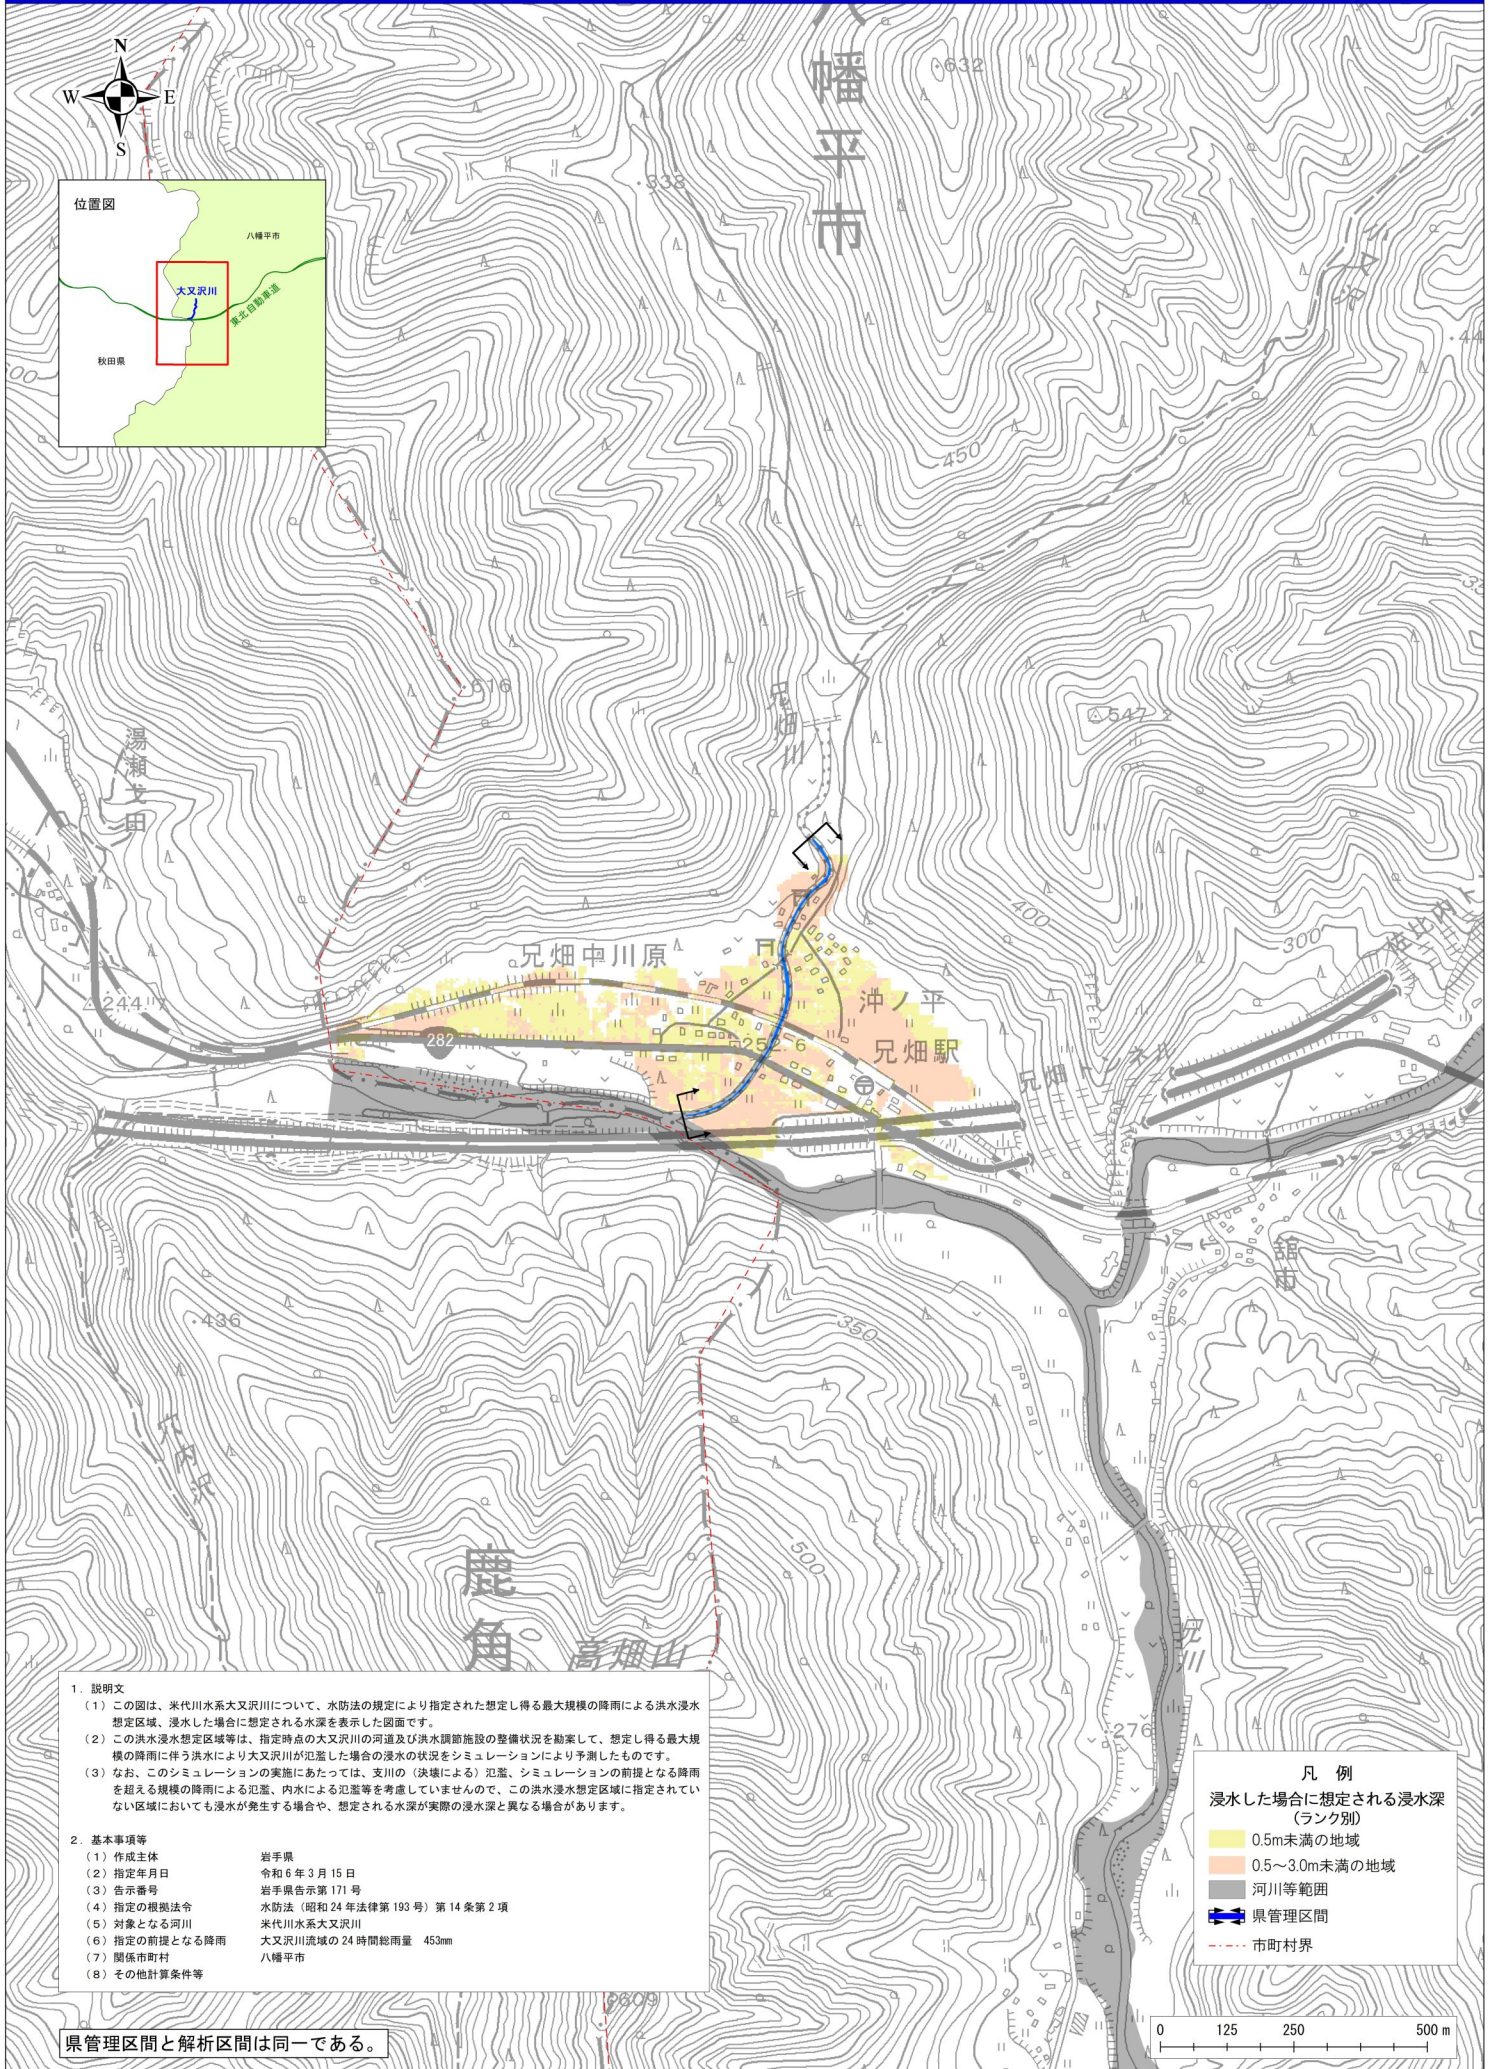 N
W
E
S
八
幡
平
市
632
338
位置図
八幡平市
大又沢川
東北自動車道
秋田県
450
616
547.2
兄畑川
湯瀬戈田
400
300
兄畑中川原
沖ノ平
兄畑駅
244.7
282
252.6
兄畑トンネル
舘市
436
350
穴内沢
500
鹿
角
高畑山
兄川
276
609
1．説明文
（1）この図は、米代川水系大又沢川について、水防法の規定により指定された想定し得る最大規模の降雨による洪水浸水
想定区域、浸水した場合に想定される水深を表示した図面です。
（2）この洪水浸水想定区域等は、指定時点の大又沢川の河道及び洪水調節施設の整備状況を勘案して、想定し得る最大規
模の降雨に伴う洪水により大又沢川が氾濫した場合の浸水の状況をシミュレーションにより予測したものです。
（3）なお、このシミュレーションの実施にあたっては、支川の（決壊による）氾濫、シミュレーションの前提となる降雨
を超える規模の降雨による氾濫、内水による氾濫等を考慮していませんので、この洪水浸水想定区域に指定されてい
ない区域においても浸水が発生する場合や、想定される水深が実際の浸水深と異なる場合があります。
2．基本事項等
（1）作成主体 岩手県
（2）指定年月日 令和6年3月15日
（3）告示番号 岩手県告示第171号
（4）指定の根拠法令 水防法（昭和24年法律第193号）第14条第2項
（5）対象となる河川 米代川水系大又沢川
（6）指定の前提となる降雨 大又沢川流域の24時間総雨量 453mm
（7）関係市町村 八幡平市
（8）その他計算条件等
県管理区間と解析区間は同一である。
凡 例
浸水した場合に想定される浸水深
(ランク別)
0.5m未満の地域
0.5～3.0m未満の地域
河川等範囲
県管理区間
市町村界
0 125 250 500 m